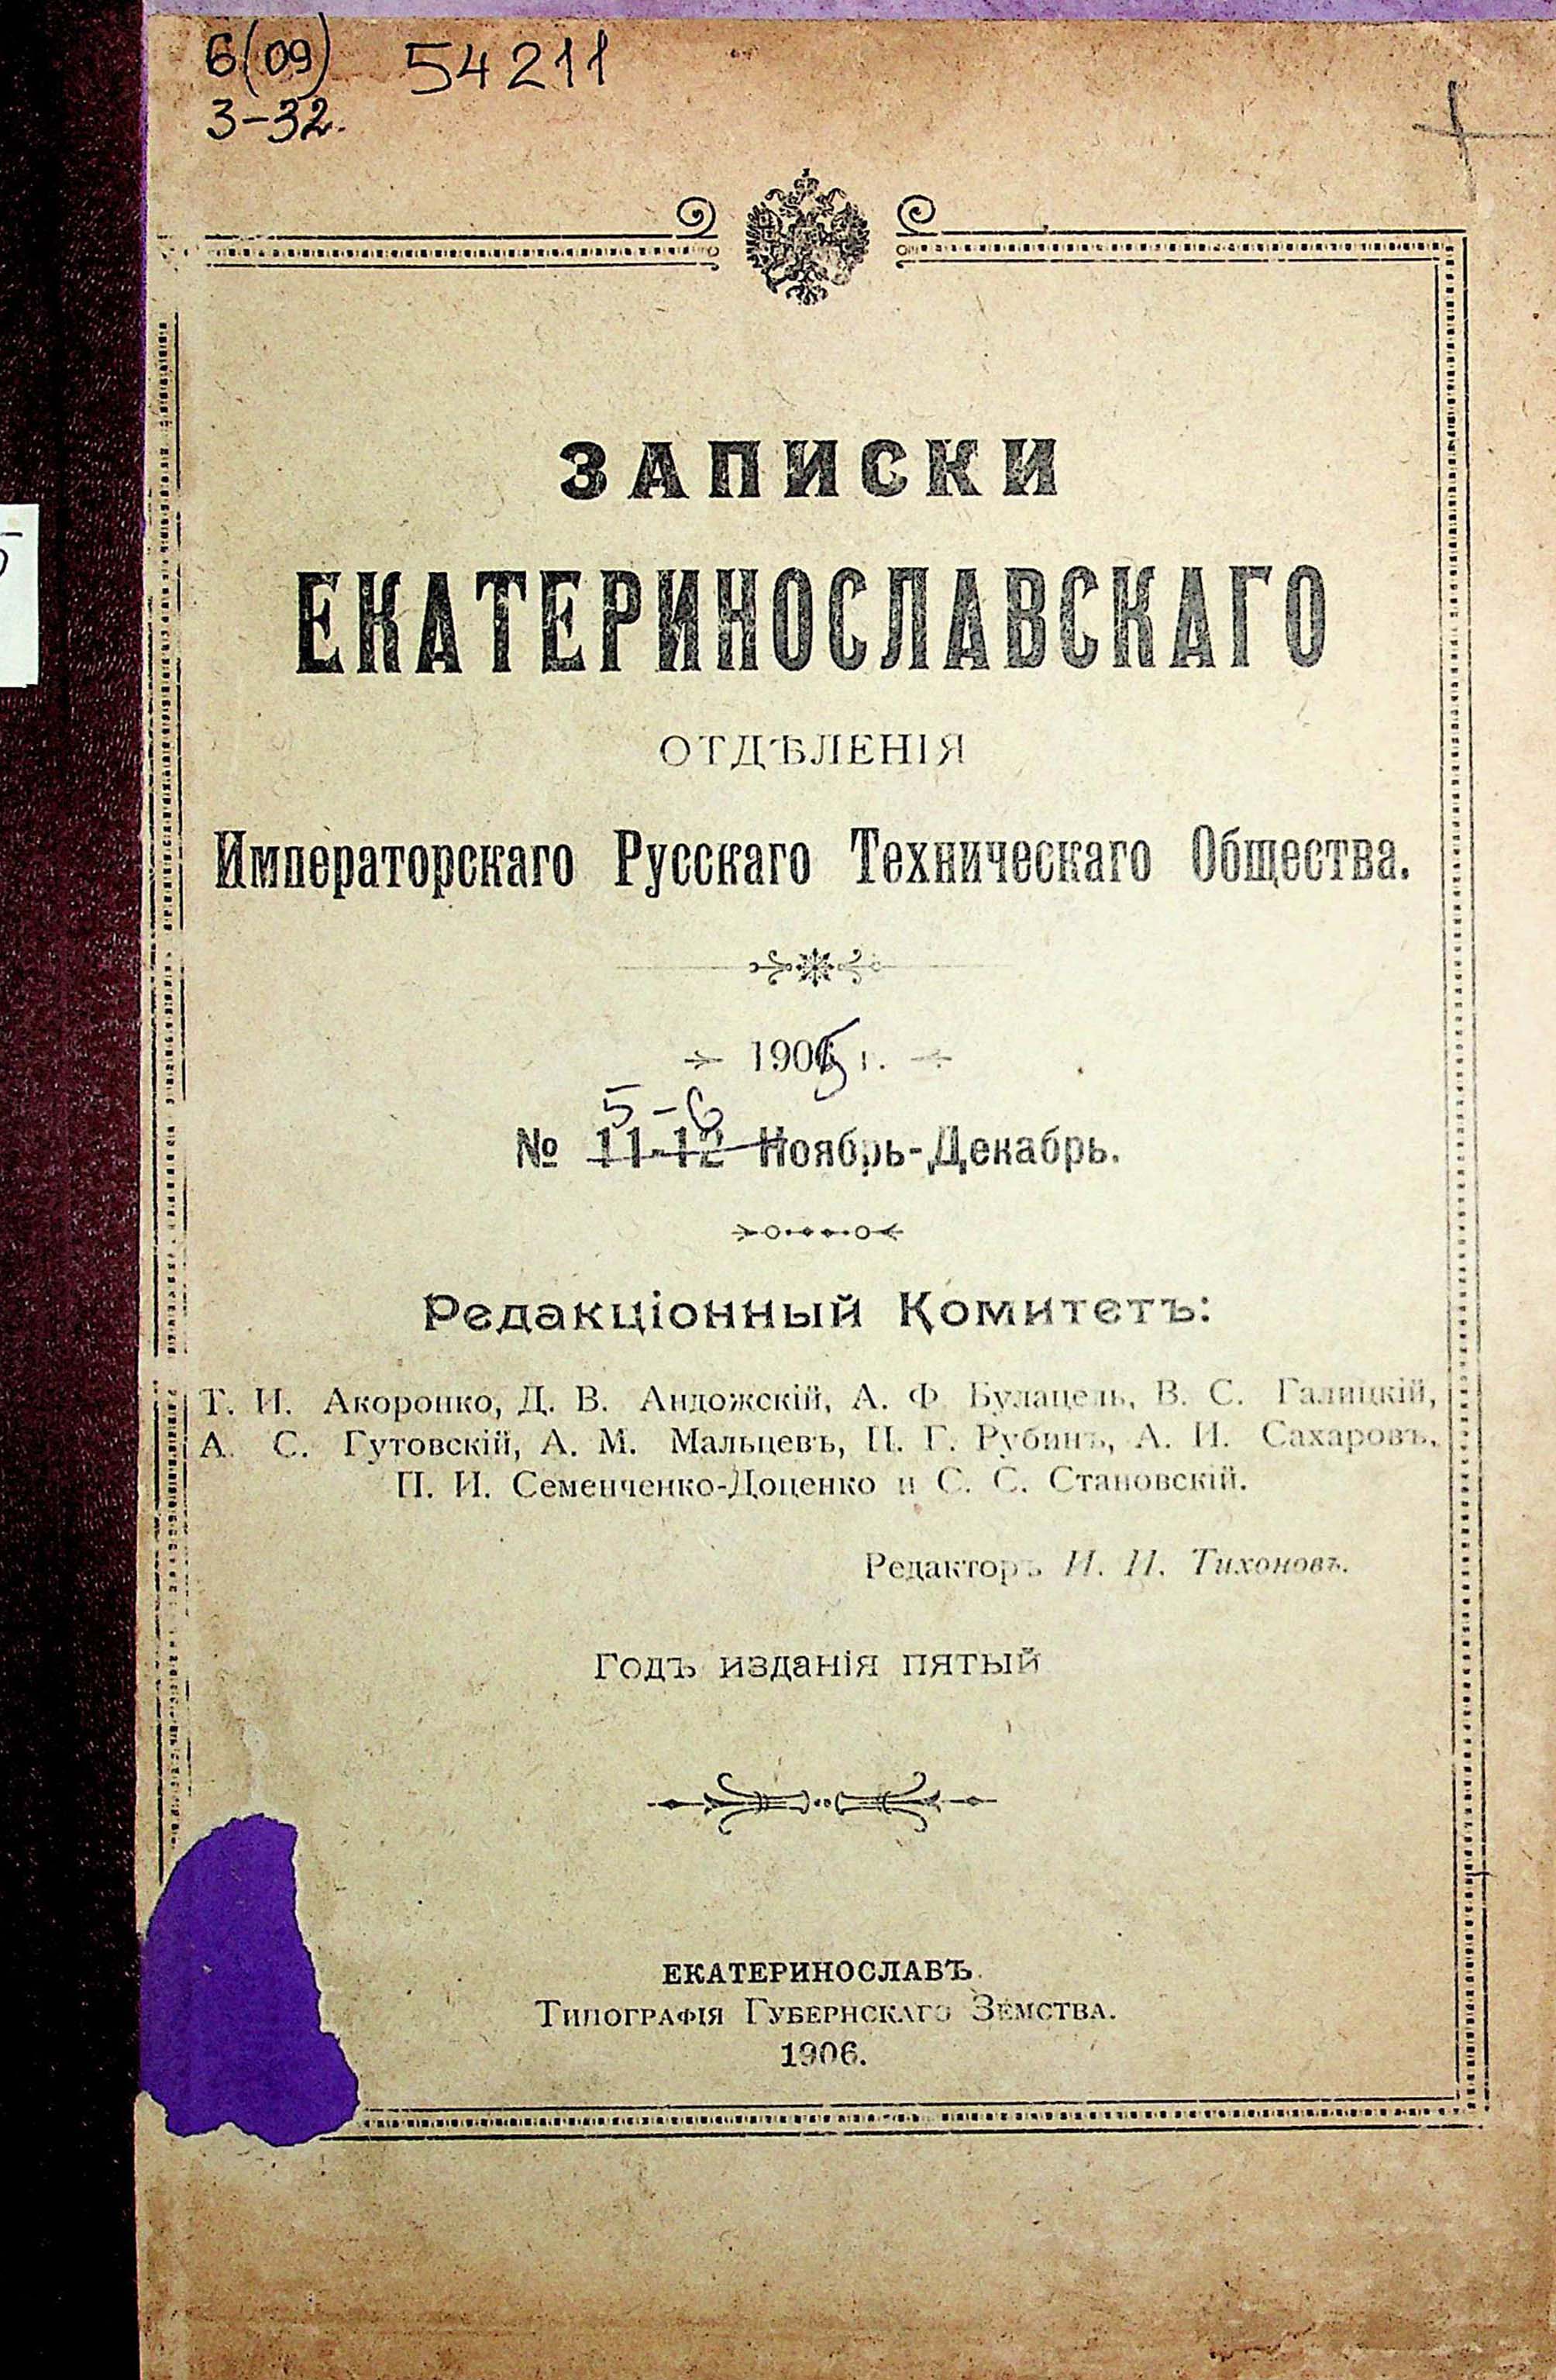 6(09) 54211
З-32.
ЗАПИСКИ
ЕКАТЕРИНОСЛАВСКАГО
ОТДѢЛЕНІЯ
Императорскаго Русскаго Техническаго Общества.
1905 г.
5-6
№ 11-12 Ноябрь-Декабрь.
Редакціонный Комитетъ:
Т. И. Акоронко, Д. В. Андожскій, А. Ф. Булацель, В. С. Галицкій,
А. С. Гутовскій, А. М. Мальцевъ, П. Г. Рубинъ, А. И. Сахаровъ,
П. И. Семенченко-Доценко и С. С. Становскій.
Редакторъ И. И. Тихоновъ.
Годъ изданія пятый
ЕКАТЕРИНОСЛАВЪ.
Типографія Губернскаго Земства.
1906.